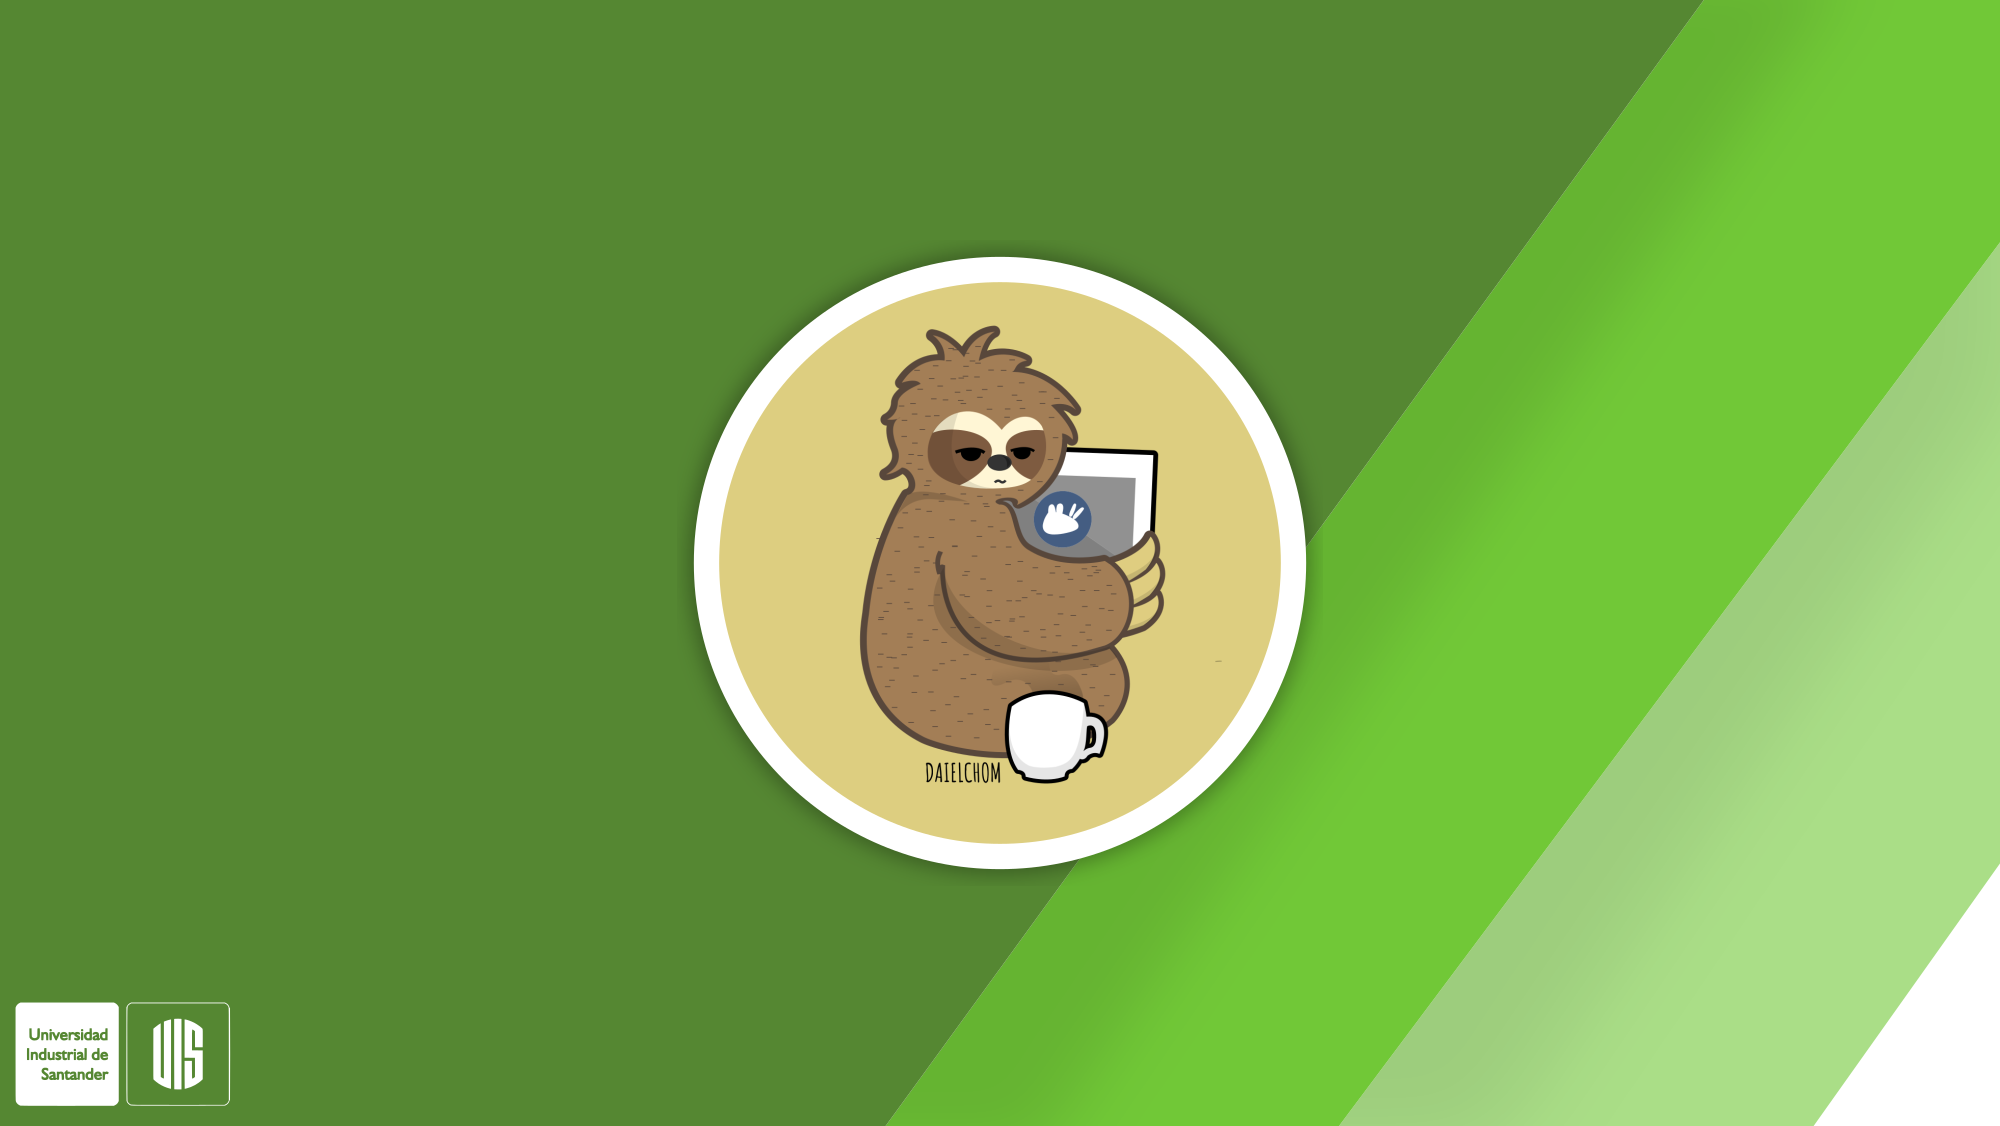 DAIELCHOM
Universidad
Industrial de
Santander
UIS